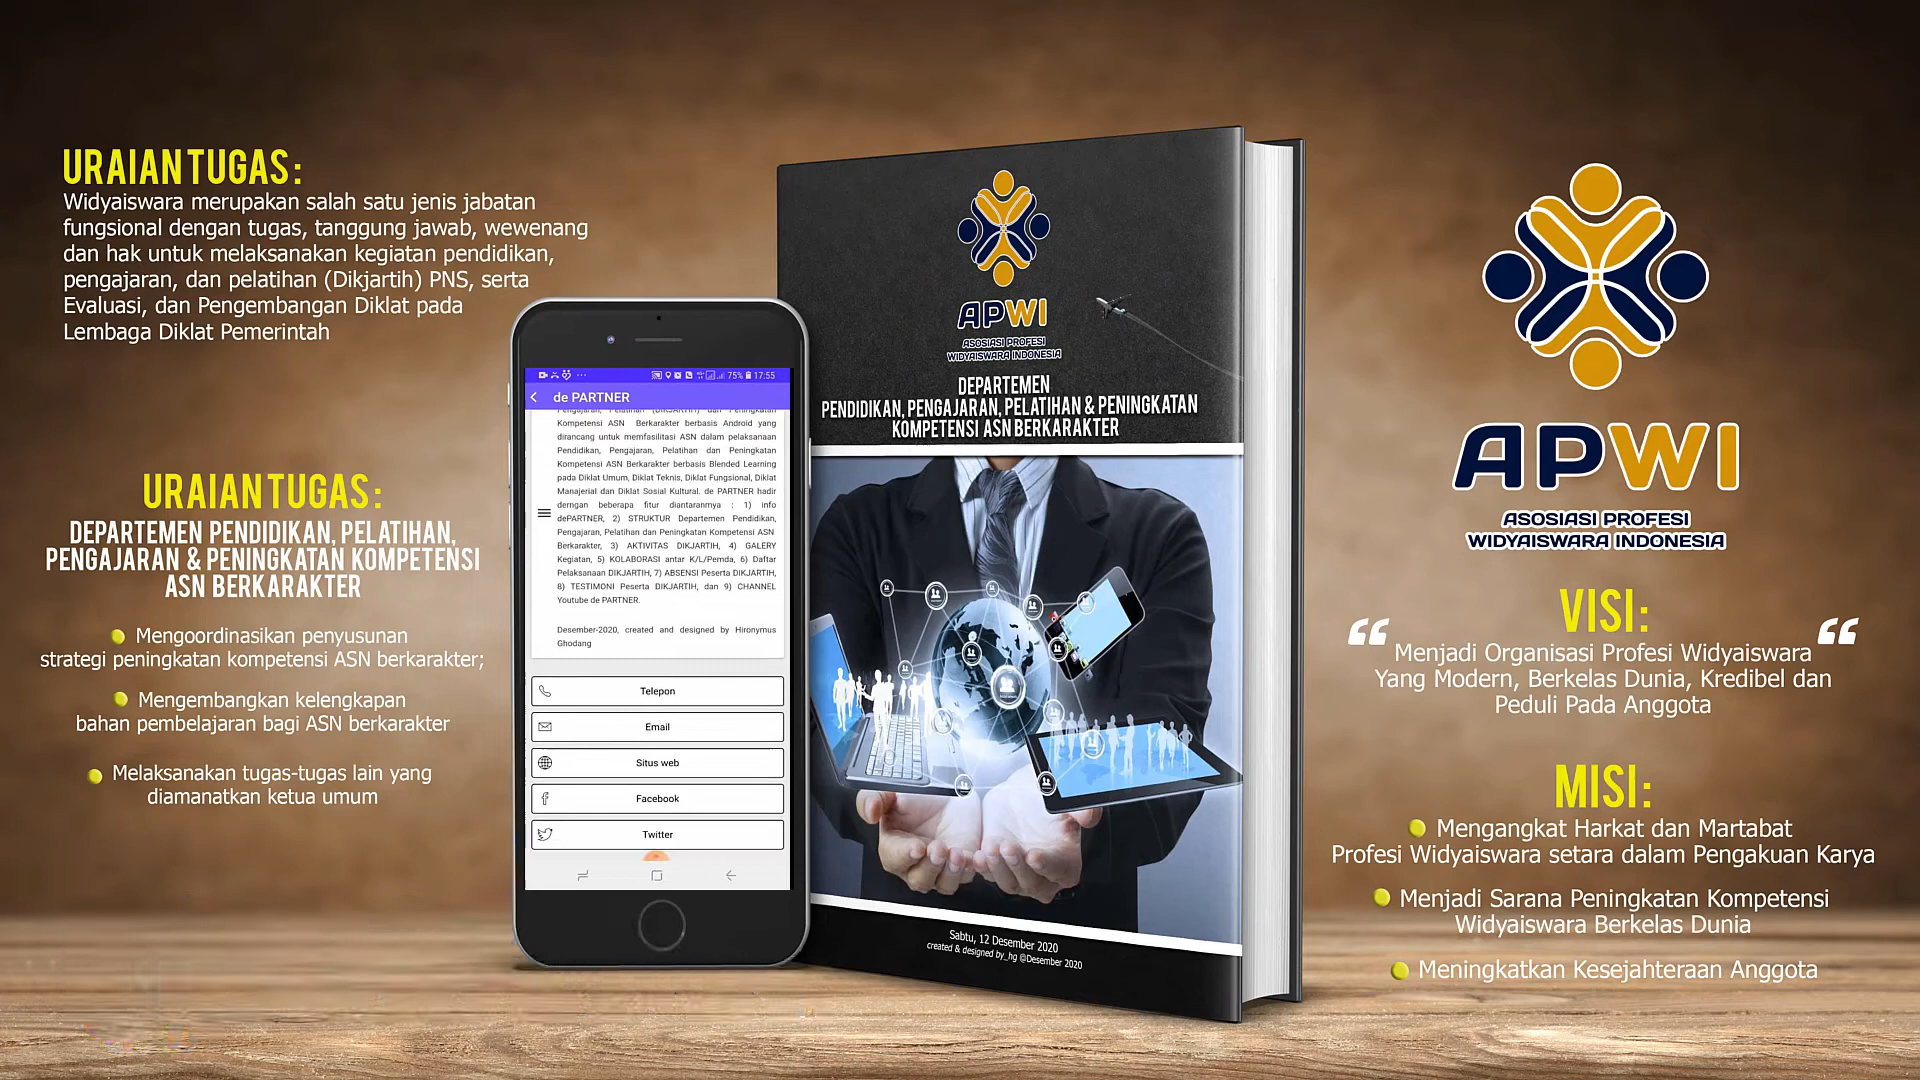 URAIAN TUGAS :
Widyaiswara merupakan salah satu jenis jabatan
fungsional dengan tugas, tanggung jawab, wewenang
dan hak untuk melaksanakan kegiatan pendidikan,
pengajaran, dan pelatihan (Dikjartih) PNS, serta
Evaluasi, dan Pengembangan Diklat pada
Lembaga Diklat Pemerintah
URAIAN TUGAS :
DEPARTEMEN PENDIDIKAN, PELATIHAN,
PENGAJARAN & PENINGKATAN KOMPETENSI
ASN BERKARAKTER
Mengoordinasikan penyusunan
strategi peningkatan kompetensi ASN berkarakter;
Mengembangkan kelengkapan
bahan pembelajaran bagi ASN berkarakter
Melaksanakan tugas-tugas lain yang
diamanatkan ketua umum
75% 17:55
de PARTNER
Pengajaran, Pelatihan (DIKJARTIH) dan Peningkatan
Kompetensi ASN Berkarakter berbasis Android yang
dirancang untuk memfasilitasi ASN dalam pelaksanaan
Pendidikan, Pengajaran, Pelatihan dan Peningkatan
Kompetensi ASN Berkarakter berbasis Blended Learning
pada Diklat Umum, Diklat Teknis, Diklat Fungsional, Diklat
Manajerial dan Diklat Sosial Kultural. de PARTNER hadir
derngan beberapa fitur diantarannya : 1) info
dePARTNER, 2) STRUKTUR Departemen Pendidikan,
Pengajaran, Pelatihan dan Peningkatan Kompetensi ASN
Berkarakter, 3) AKTIVITAS DIKJARTIH, 4) GALERY
Kegiatan, 5) KOLABORASI antar K/L/Pemda, 6) Daftar
Pelaksanaan DIKJARTIH, 7) ABSENSI Peserta DIKJARTIH,
8) TESTIMONI Peserta DIKJARTIH, dan 9) CHANNEL
Youtube de PARTNER.
Desember-2020, created and designed by Hironymus
Ghodang
Telepon
Email
Situs web
Facebook
Twitter
APWI
ASOSIASI PROFESI
WIDYAISWARA INDONESIA
DEPARTEMEN
PENDIDIKAN, PENGAJARAN, PELATIHAN & PENINGKATAN
KOMPETENSI ASN BERKARAKTER
Sabtu, 12 Desember 2020
created & designed by_hg @Desember 2020
APWI
ASOSIASI PROFESI
WIDYAISWARA INDONESIA
VISI :
“ Menjadi Organisasi Profesi Widyaiswara “
Yang Modern, Berkelas Dunia, Kredibel dan
Peduli Pada Anggota
MISI :
Mengangkat Harkat dan Martabat
Profesi Widyaiswara setara dalam Pengakuan Karya
Menjadi Sarana Peningkatan Kompetensi
Widyaiswara Berkelas Dunia
Meningkatkan Kesejahteraan Anggota